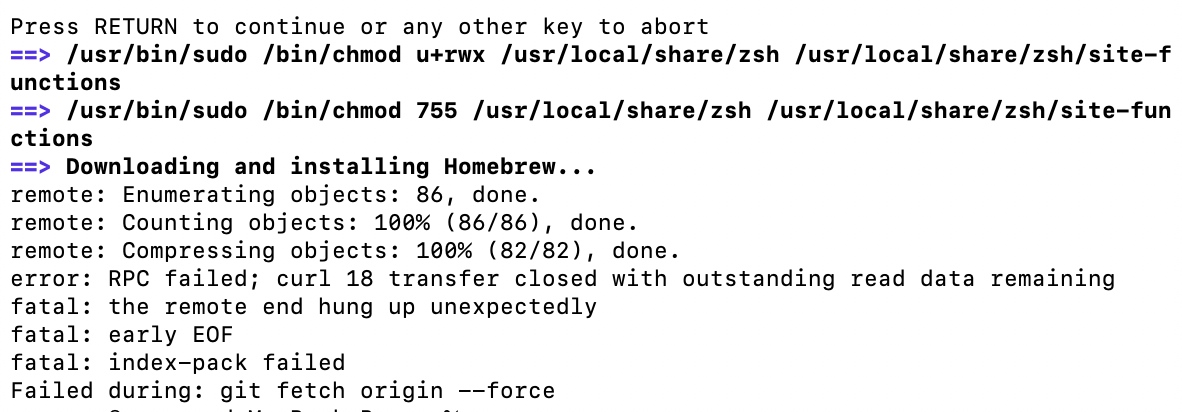 Press RETURN to continue or any other key to abort
==> /usr/bin/sudo /bin/chmod u+rwx /usr/local/share/zsh /usr/local/share/zsh/site-f
unctions
==> /usr/bin/sudo /bin/chmod 755 /usr/local/share/zsh /usr/local/share/zsh/site-fun
ctions
==> Downloading and installing Homebrew...
remote: Enumerating objects: 86, done.
remote: Counting objects: 100% (86/86), done.
remote: Compressing objects: 100% (82/82), done.
error: RPC failed; curl 18 transfer closed with outstanding read data remaining
fatal: the remote end hung up unexpectedly
fatal: early EOF
fatal: index-pack failed
Failed during: git fetch origin --force